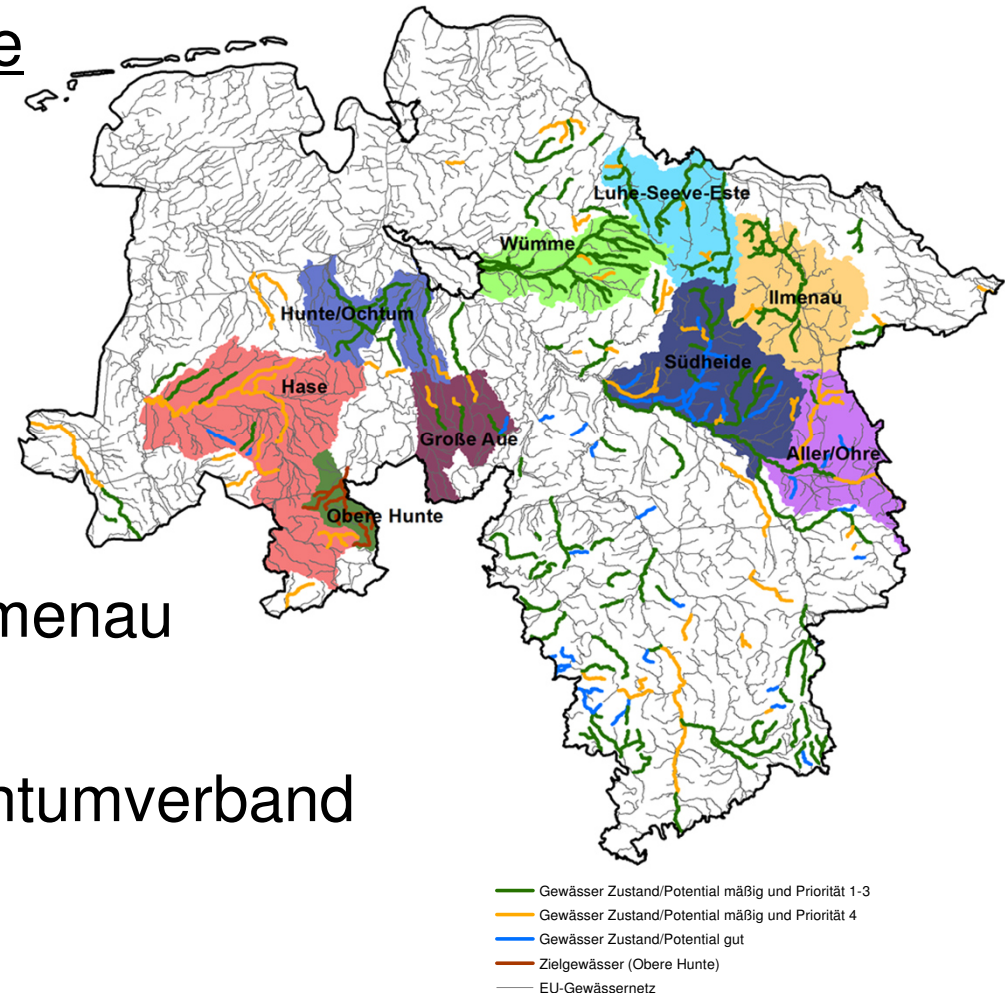 e
Luhe-Seeve-Este
Wümme
Ilmenau
Hunte/Ochtum
Südheide
Hase
Große Aue
Aller/Ohre
Obere Hunte
menau
ntumverband
Gewässer Zustand/Potential mäßig und Priorität 1-3
Gewässer Zustand/Potential mäßig und Priorität 4
Gewässer Zustand/Potential gut
Zielgewässer (Obere Hunte)
EU-Gewässernetz